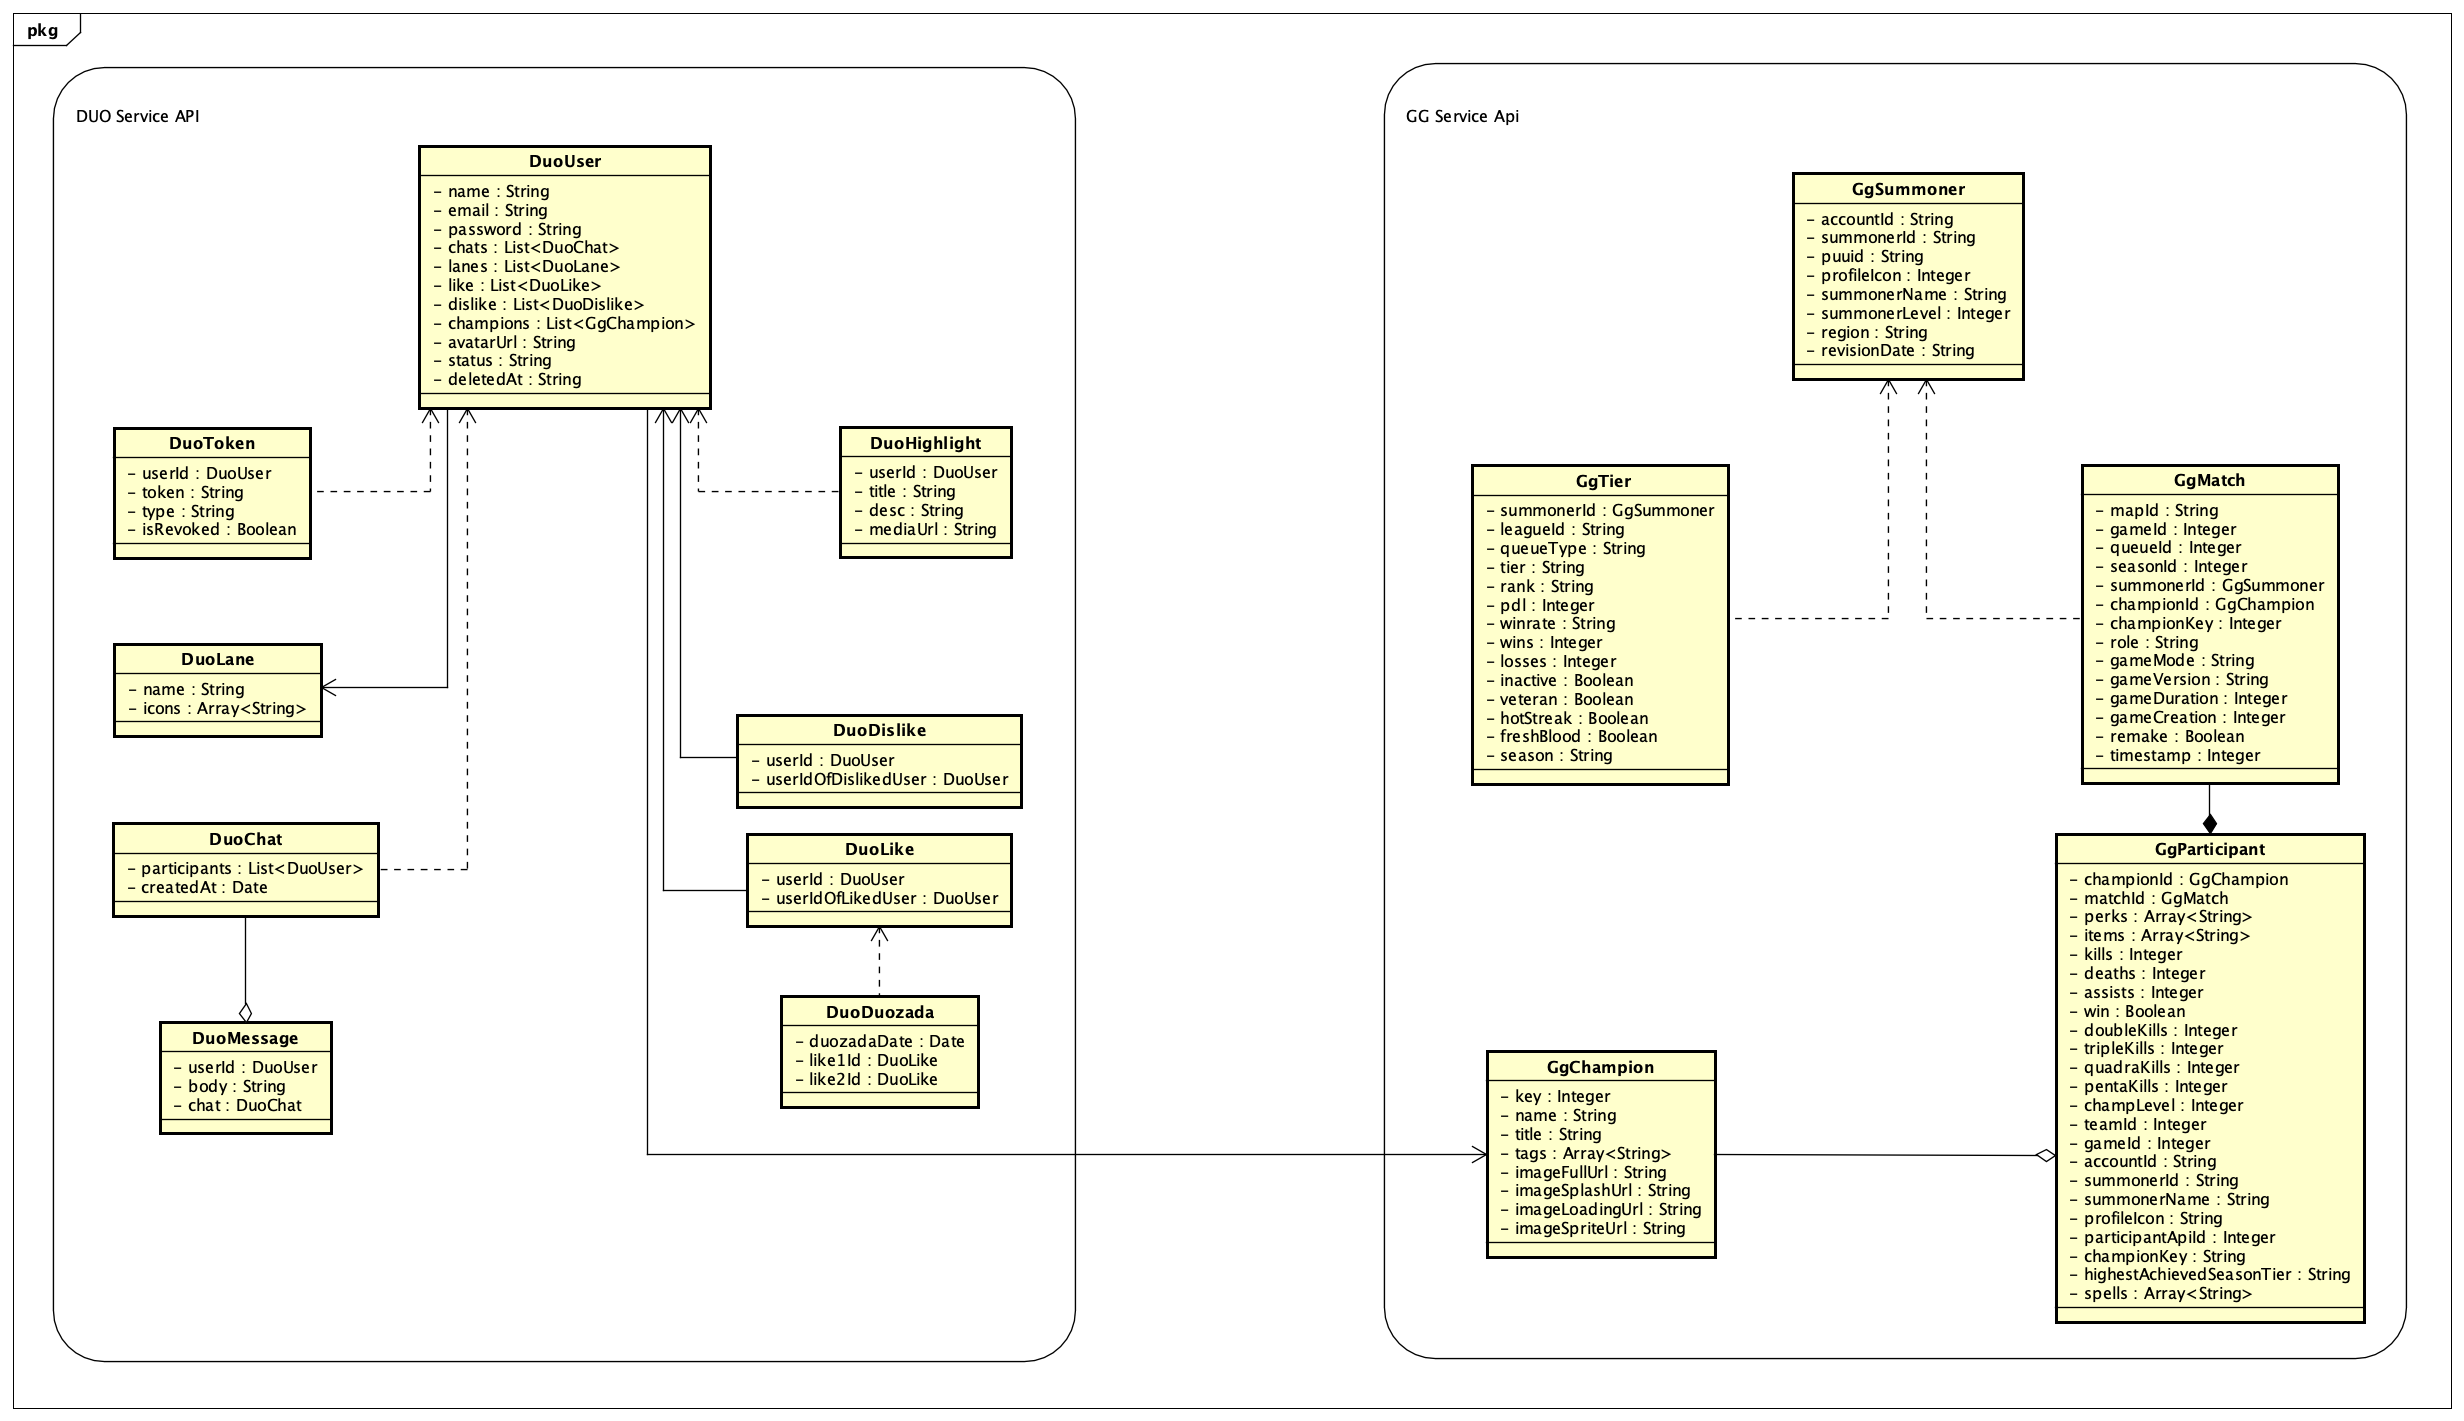 pkg
DUO Service API
DuoUser
- name : String
- email : String
- password : String
- chats : List<DuoChat>
- lanes : List<DuoLane>
- like : List<DuoLike>
- dislike : List<DuoDislike>
- champions : List<GgChampion>
- avatarUrl : String
- status : String
- deletedAt : String
DuoToken
- userId : DuoUser
- token : String
- type : String
- isRevoked : Boolean
DuoHighlight
- userId : DuoUser
- title : String
- desc : String
- mediaUrl : String
DuoLane
- name : String
- icons : Array<String>
DuoDislike
- userId : DuoUser
- userIdOfDislikedUser : DuoUser
DuoChat
- participants : List<DuoUser>
- createdAt : Date
DuoLike
- userId : DuoUser
- userIdOfLikedUser : DuoUser
DuoMessage
- userId : DuoUser
- body : String
- chat : DuoChat
DuoDuozada
- duozadaDate : Date
- like1Id : DuoLike
- like2Id : DuoLike
GG Service Api
GgSummoner
- accountId : String
- summonerId : String
- puuid : String
- profileIcon : Integer
- summonerName : String
- summonerLevel : Integer
- region : String
- revisionDate : String
GgTier
- summonerId : GgSummoner
- leagueId : String
- queueType : String
- tier : String
- rank : String
- pdl : Integer
- winrate : String
- wins : Integer
- losses : Integer
- inactive : Boolean
- veteran : Boolean
- hotStreak : Boolean
- freshBlood : Boolean
- season : String
GgMatch
- mapId : String
- gameId : Integer
- queueId : Integer
- seasonId : Integer
- summonerId : GgSummoner
- championId : GgChampion
- championKey : Integer
- role : String
- gameMode : String
- gameVersion : String
- gameDuration : Integer
- gameCreation : Integer
- remake : Boolean
- timestamp : Integer
GgChampion
- key : Integer
- name : String
- title : String
- tags : Array<String>
- imageFullUrl : String
- imageSplashUrl : String
- imageLoadingUrl : String
- imageSpriteUrl : String
GgParticipant
- championId : GgChampion
- matchId : GgMatch
- perks : Array<String>
- items : Array<String>
- kills : Integer
- deaths : Integer
- assists : Integer
- win : Boolean
- doubleKills : Integer
- tripleKills : Integer
- quadraKills : Integer
- pentaKills : Integer
- champLevel : Integer
- teamId : Integer
- gameId : Integer
- accountId : String
- summonerId : String
- summonerName : String
- profileIcon : String
- participantApiId : Integer
- championKey : String
- highestAchievedSeasonTier : String
- spells : Array<String>